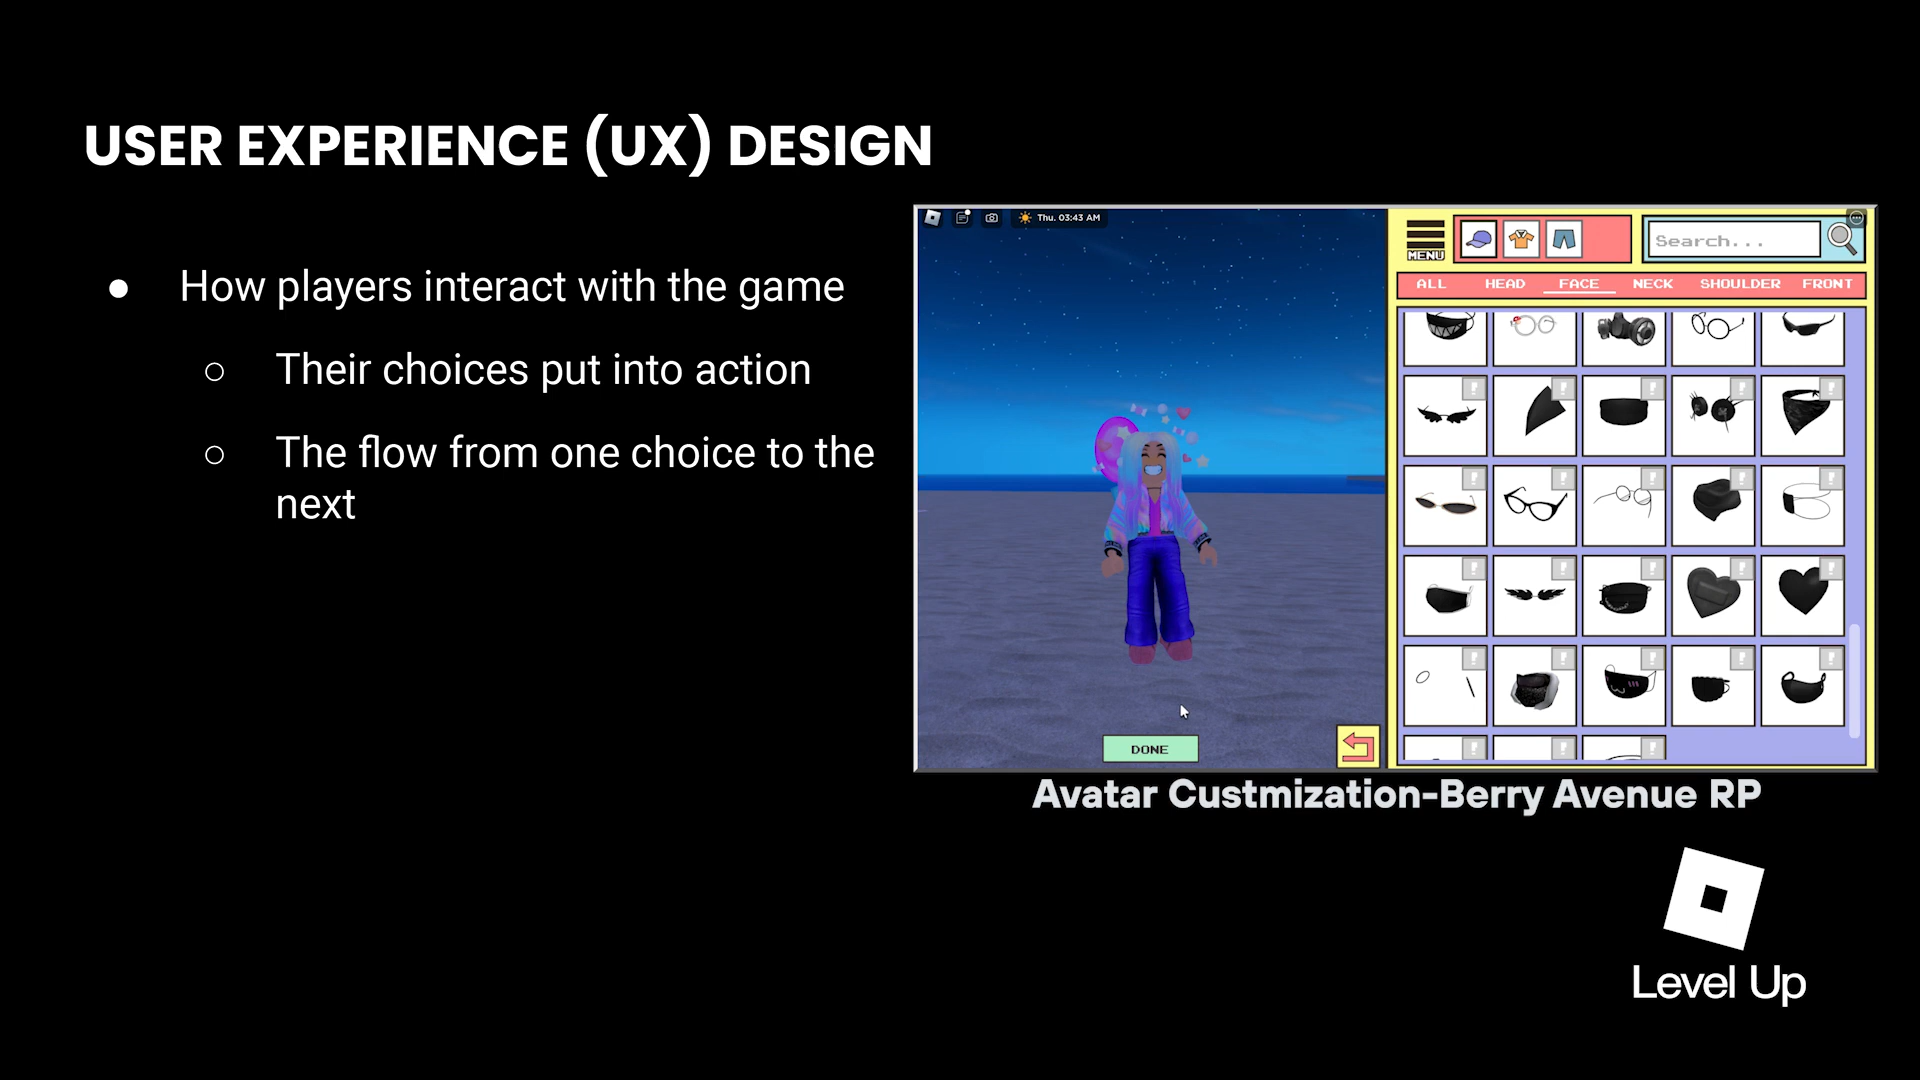 USER EXPERIENCE (UX) DESIGN
● How players interact with the game
○ Their choices put into action
○ The flow from one choice to the
next
Thu. 03:43 AM
MENU
Search...
ALL HEAD FACE NECK SHOULDER FRONT
DONE
Avatar Custmization-Berry Avenue RP
Level Up